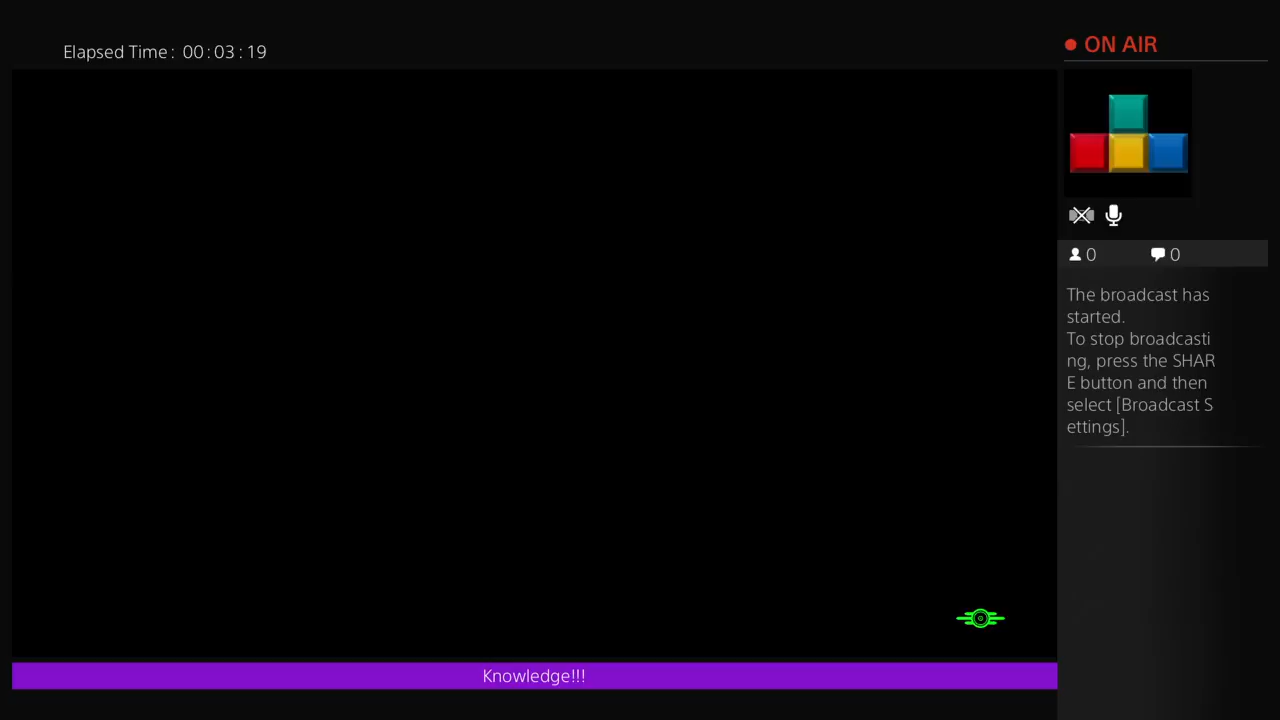 Elapsed Time: 00:03:19
ON AIR
0 0
The broadcast has
started.
To stop broadcasti
ng, press the SHAR
E button and then
select [Broadcast S
ettings].
Knowledge!!!